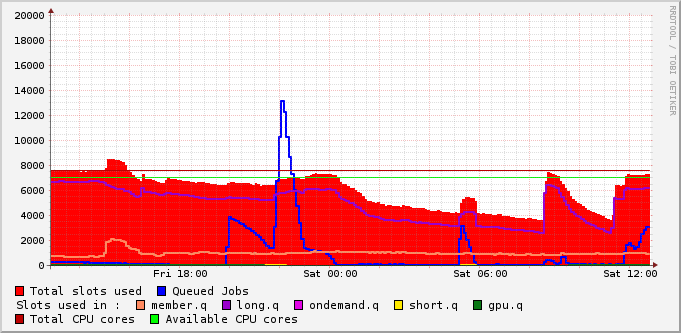 20000
18000
16000
14000
12000
10000
8000
6000
4000
2000
0
Fri 18:00 Sat 00:00 Sat 06:00 Sat 12:00
Total slots used Queued Jobs
Slots used in : member.q long.q ondemand.q short.q gpu.q
Total CPU cores Available CPU cores
RRDTOOL / TOBI OETIKER